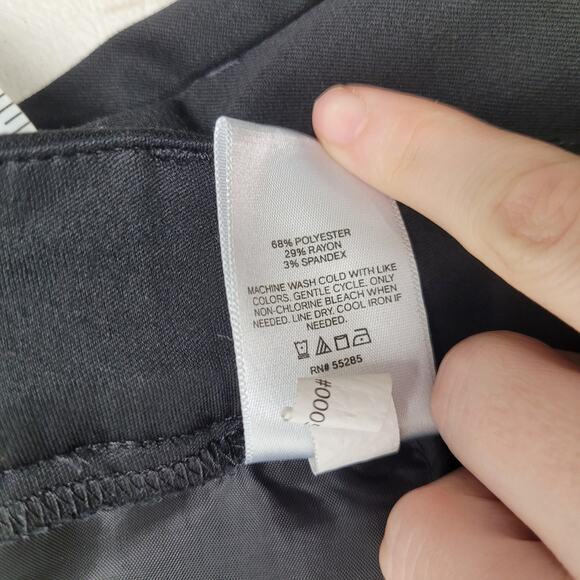 68% POLYESTER
29% RAYON
3% SPANDEX
MACHINE WASH COLD WITH LIKE
COLORS. GENTLE CYCLE. ONLY
NON-CHLORINE BLEACH WHEN
NEEDED. LINE DRY. COOL IRON IF
NEEDED.
RN# 55285
#000